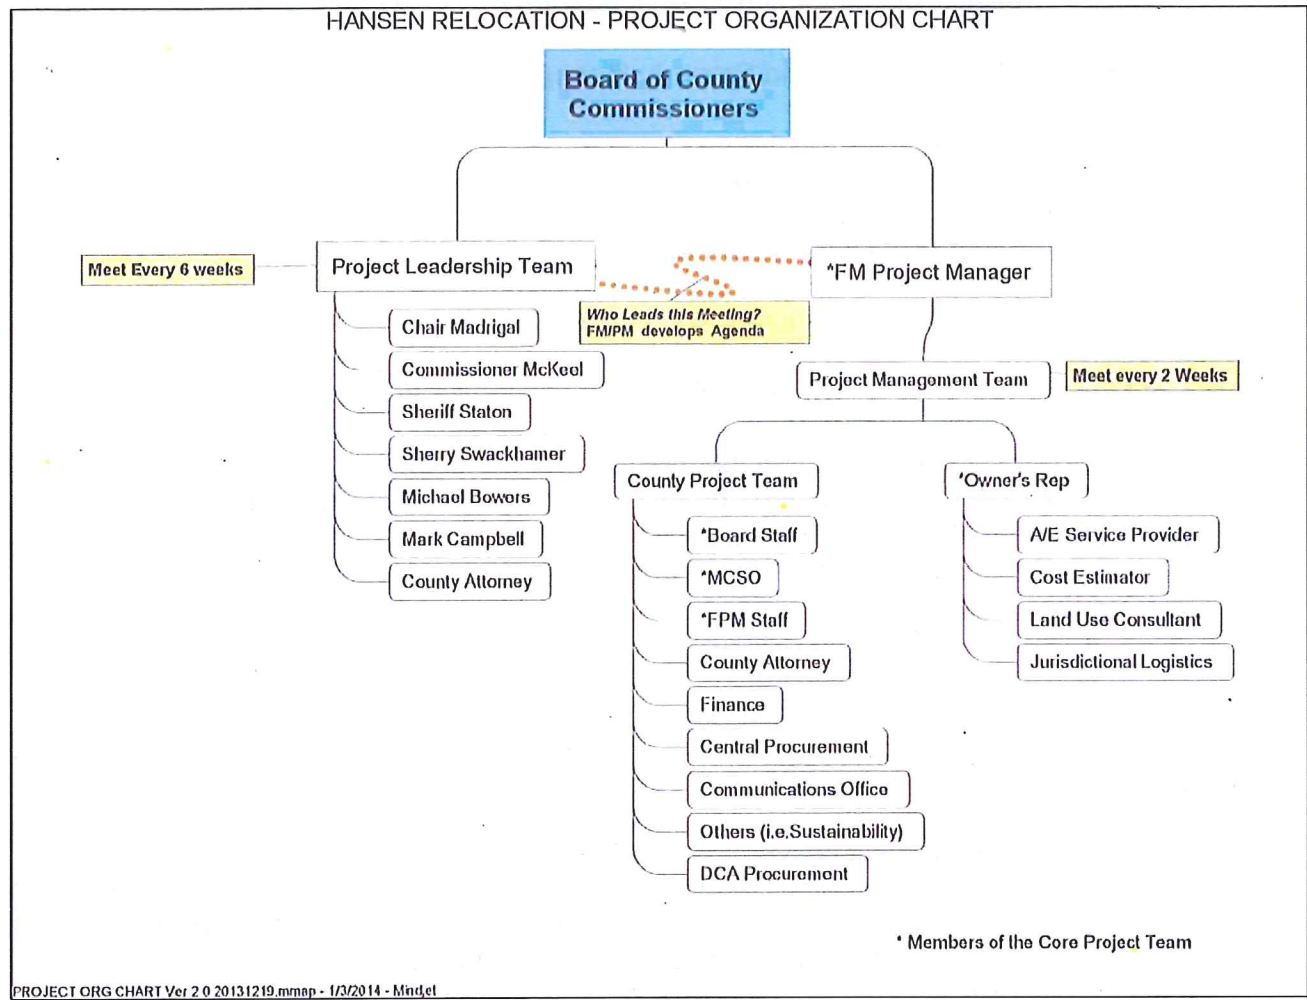 HANSEN RELOCATION - PROJECT ORGANIZATION CHART
Board of County
Commissioners
Meet Every 6 weeks
Project Leadership Team
*FM Project Manager
Who Leads this Meeting?
FM/PM develops Agenda
Chair Madrigal
Commissioner McKeel
Sheriff Staton
Sherry Swackhamer
Michael Bowers
Mark Campbell
County Attorney
Project Management Team
Meet every 2 Weeks
County Project Team
*Board Staff
*MCSO
*FPM Staff
County Attorney
Finance
Central Procurement
Communications Office
Others (i.e.Sustainability)
DCA Procurement
*Owner's Rep
A/E Service Provider
Cost Estimator
Land Use Consultant
Jurisdictional Logistics
* Members of the Core Project Team
PROJECT ORG CHART Ver 2 0 20131219.mmap - 1/3/2014 - Mindjet